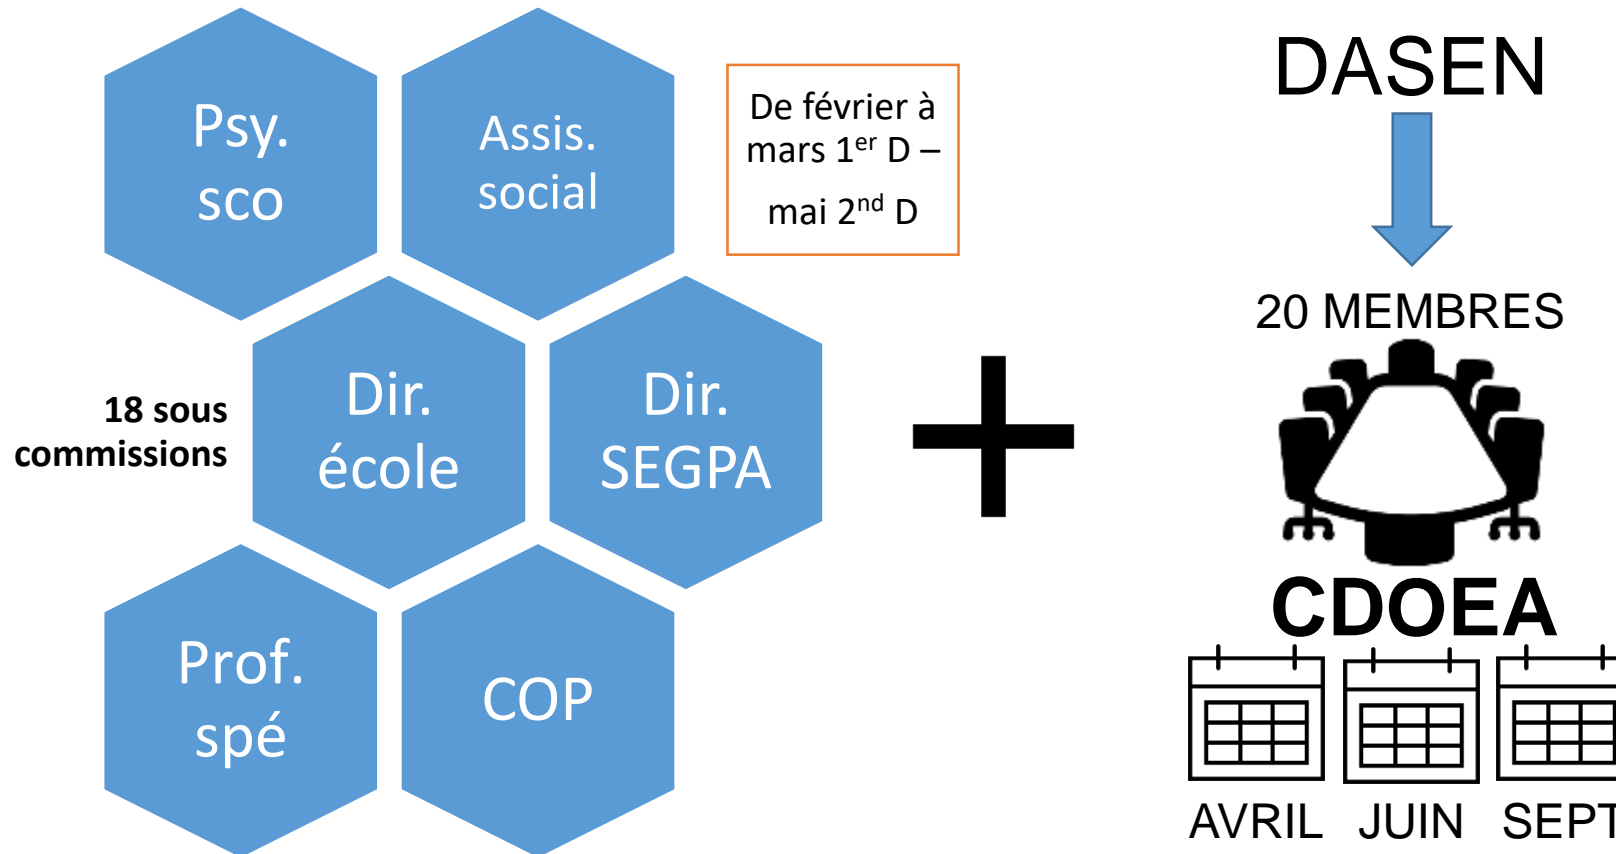 Psy.
sco
Assis.
social
De février à
mars 1er D –
mai 2nd D
18 sous
commissions
Dir.
école
Dir.
SEGPA
Prof.
spé
COP
DASEN
20 MEMBRES
CDOEA
AVRIL JUIN SEPT